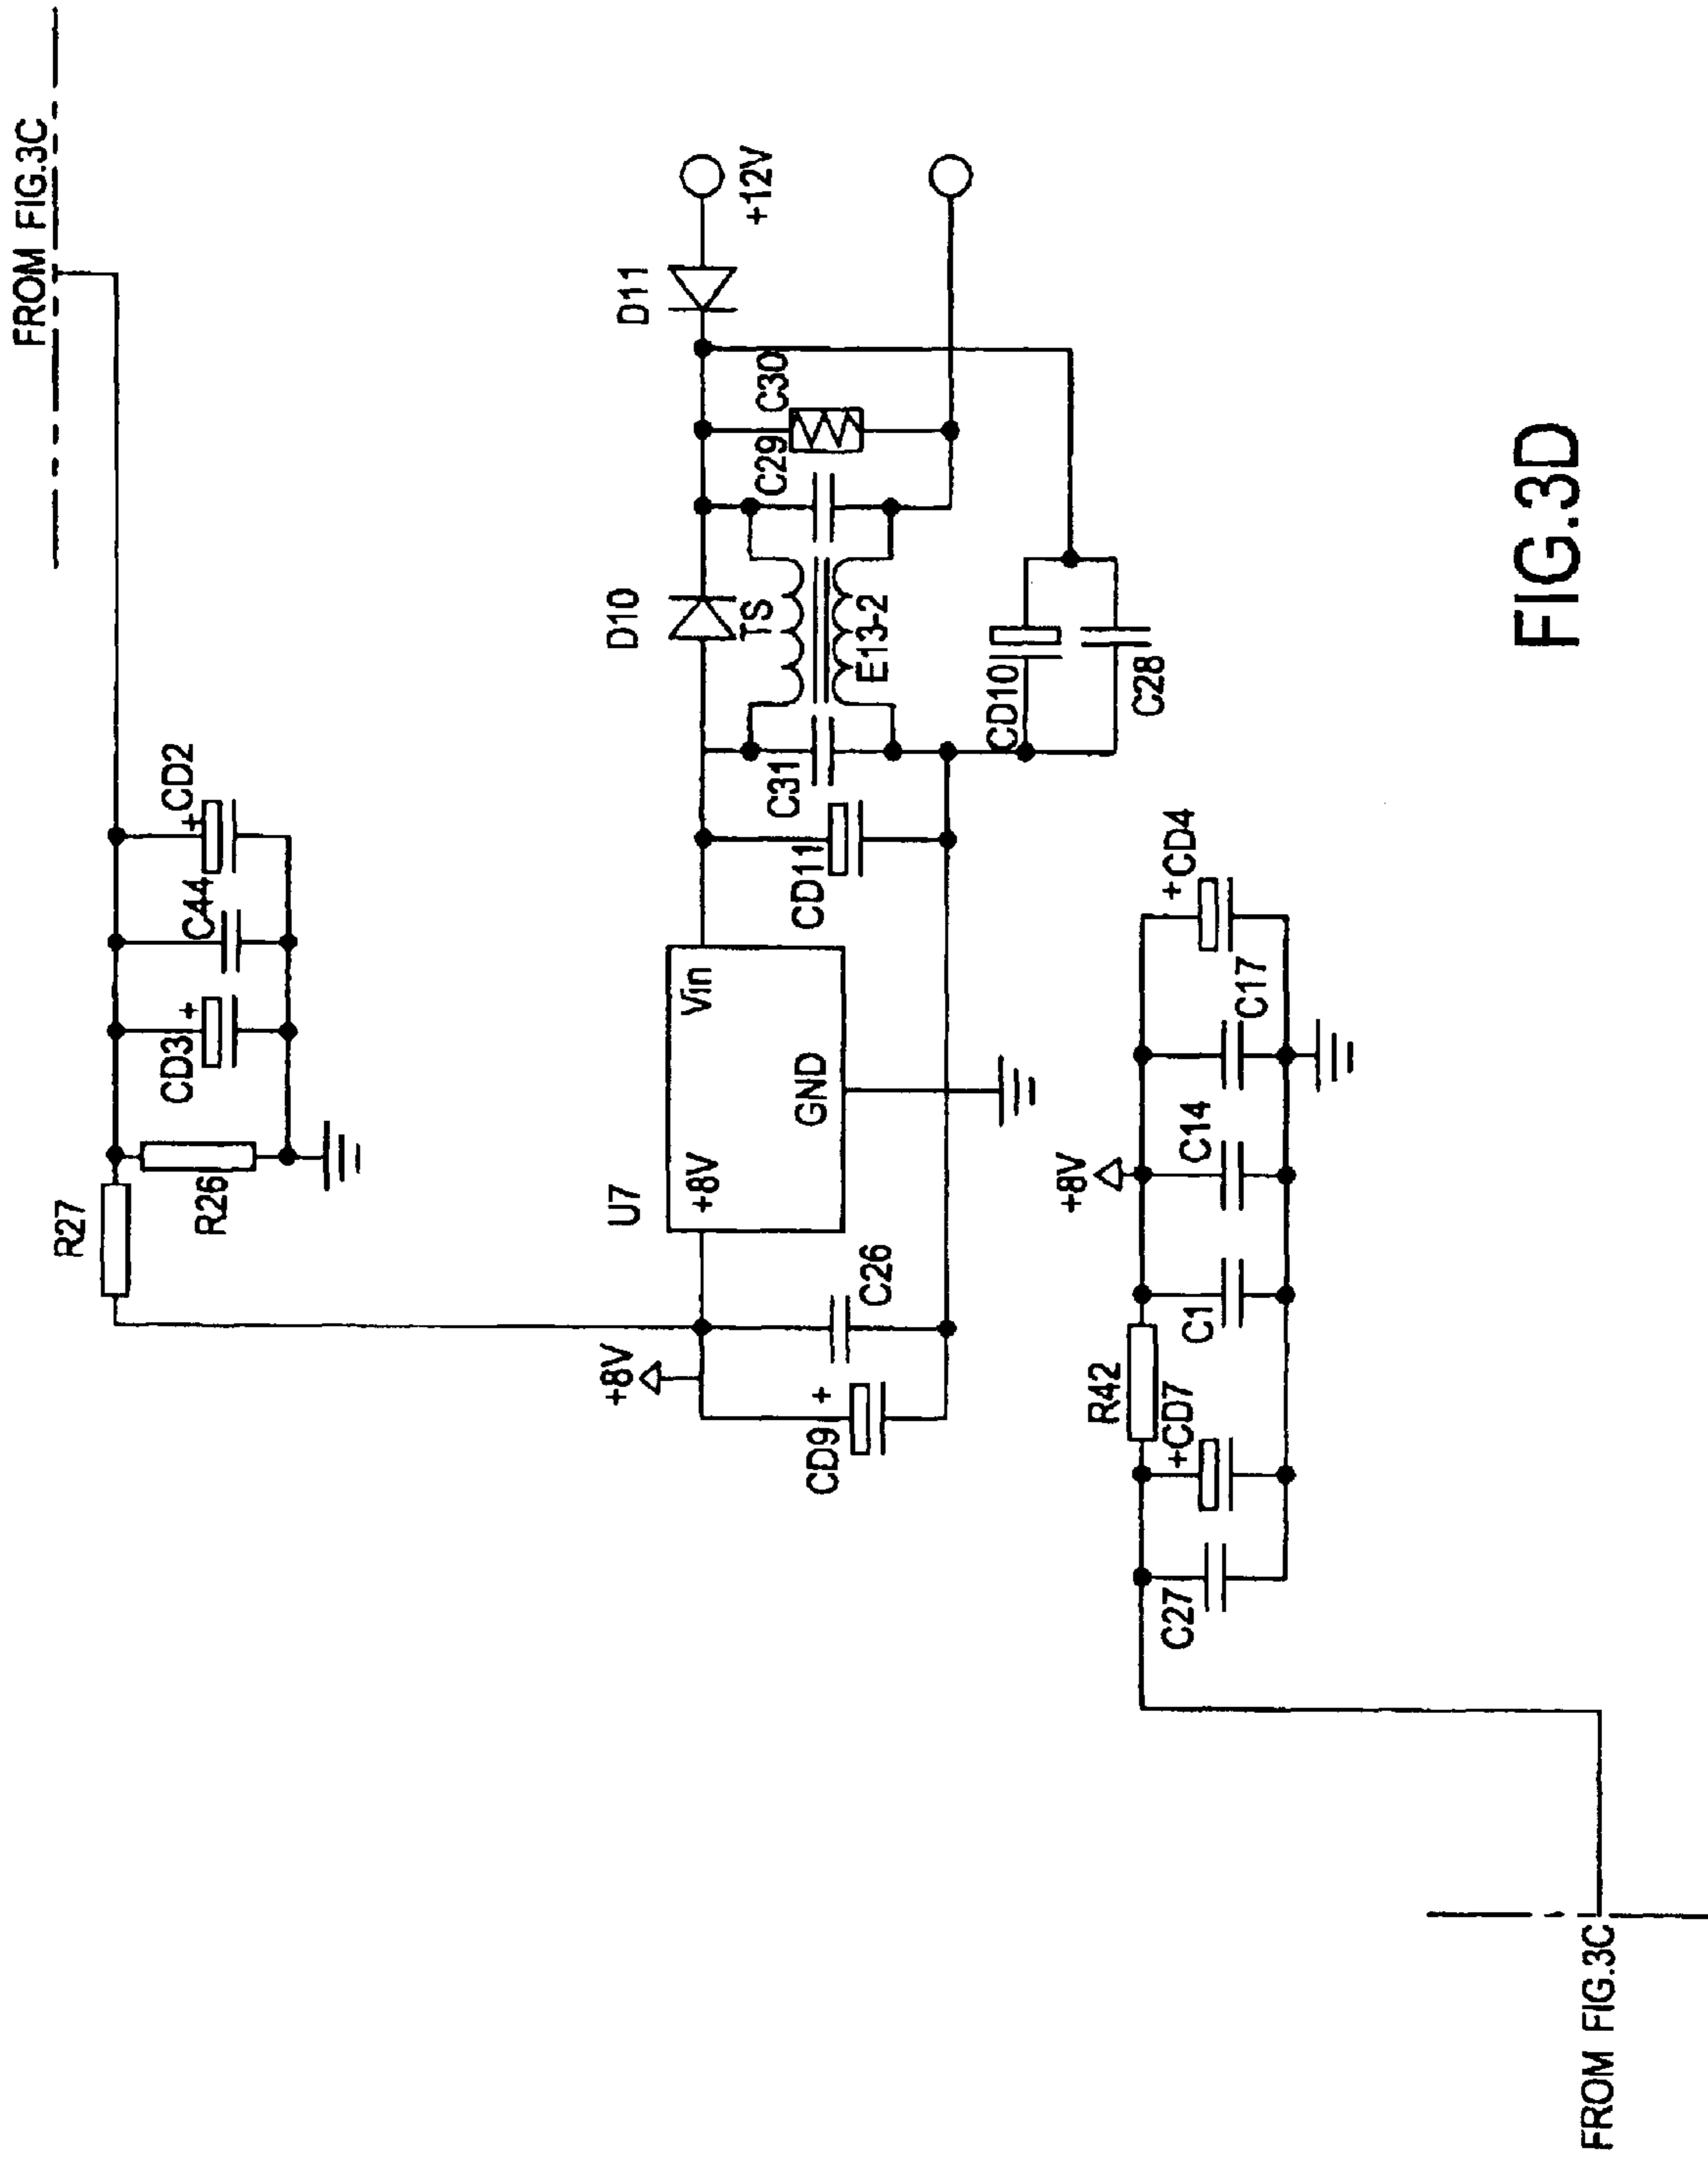 FROM FIG.3C
R27
R26
CD3
+
C44
+
CD2
D11
+12V
C30
C29
D10
TS
E13-2
C31
CD11
CD10
C28
U7
+8V
Vin
GND
+8V
C26
CD9
+
R42
+8V
C27
+CD7
C1
C14
C17
+CD4
FROM FIG.3C
FIG.3D